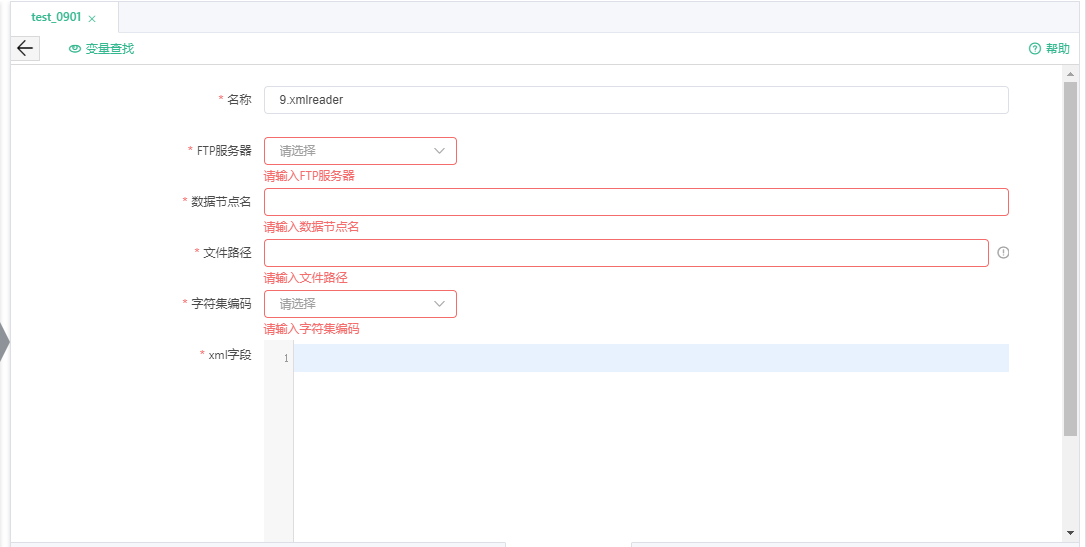 test_0901
变量查找
帮助
* 名称 9.xmlreader
* FTP服务器 请选择
请输入FTP服务器
* 数据节点名
请输入数据节点名
* 文件路径
请输入文件路径
* 字符集编码 请选择
请输入字符集编码
* xml字段
1